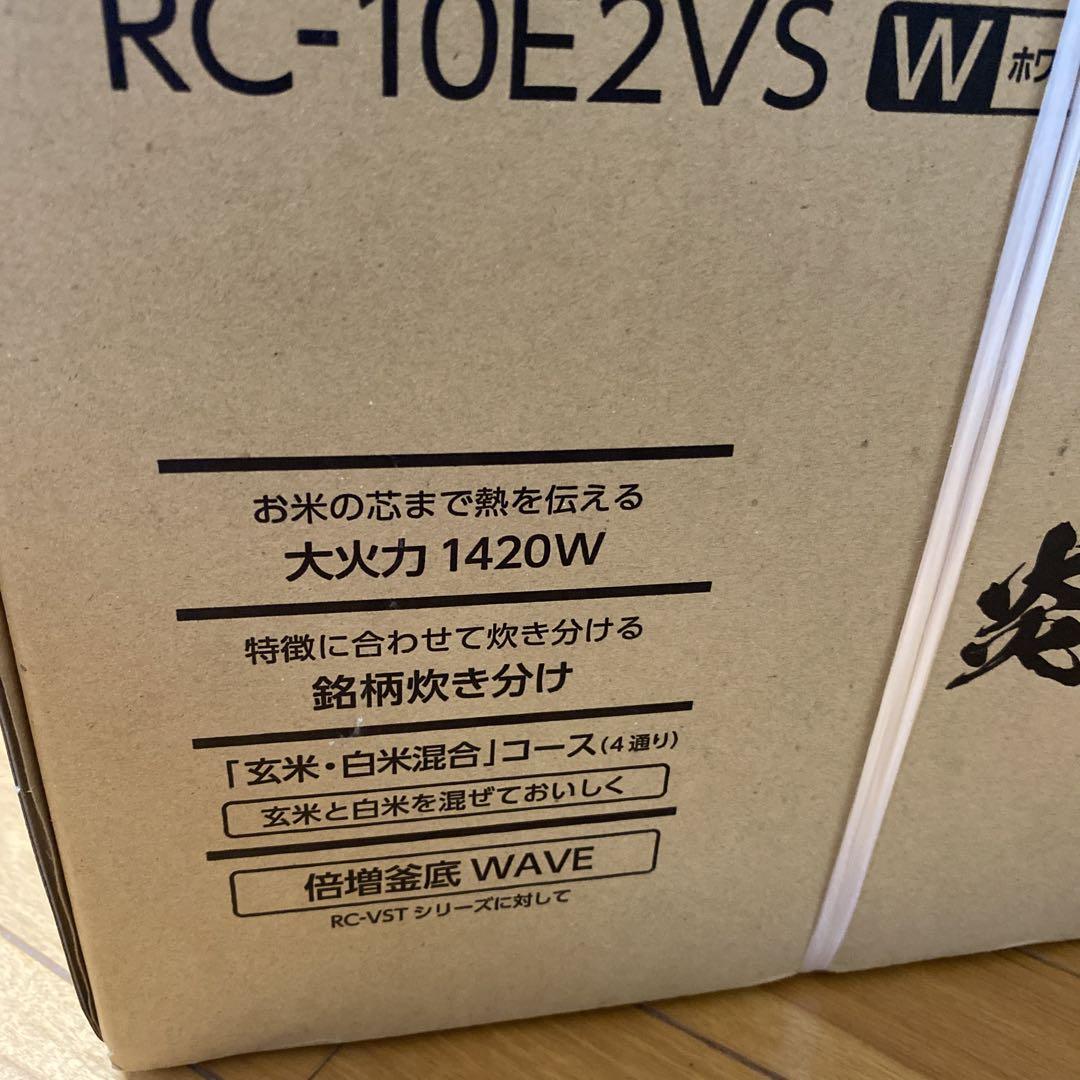 RC-10E2VS W ホワ
お米の芯まで熱を伝える
大火力 1420W
特徴に合わせて炊き分ける
銘柄炊き分け
「玄米・白米混合」コース(4通り)
玄米と白米を混ぜておいしく
倍増釜底 WAVE
RC-VST シリーズに対して
炎